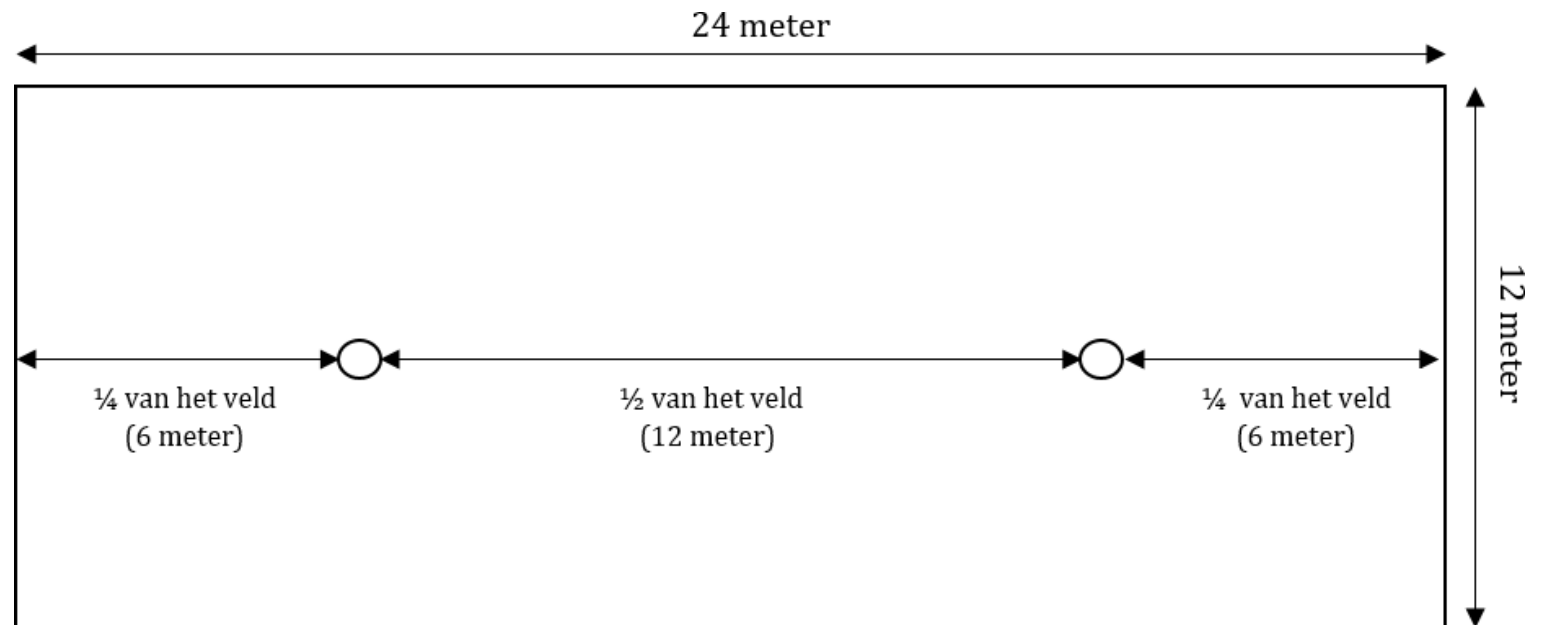 24 meter
12 meter
¼ van het veld
(6 meter)
½ van het veld
(12 meter)
¼ van het veld
(6 meter)